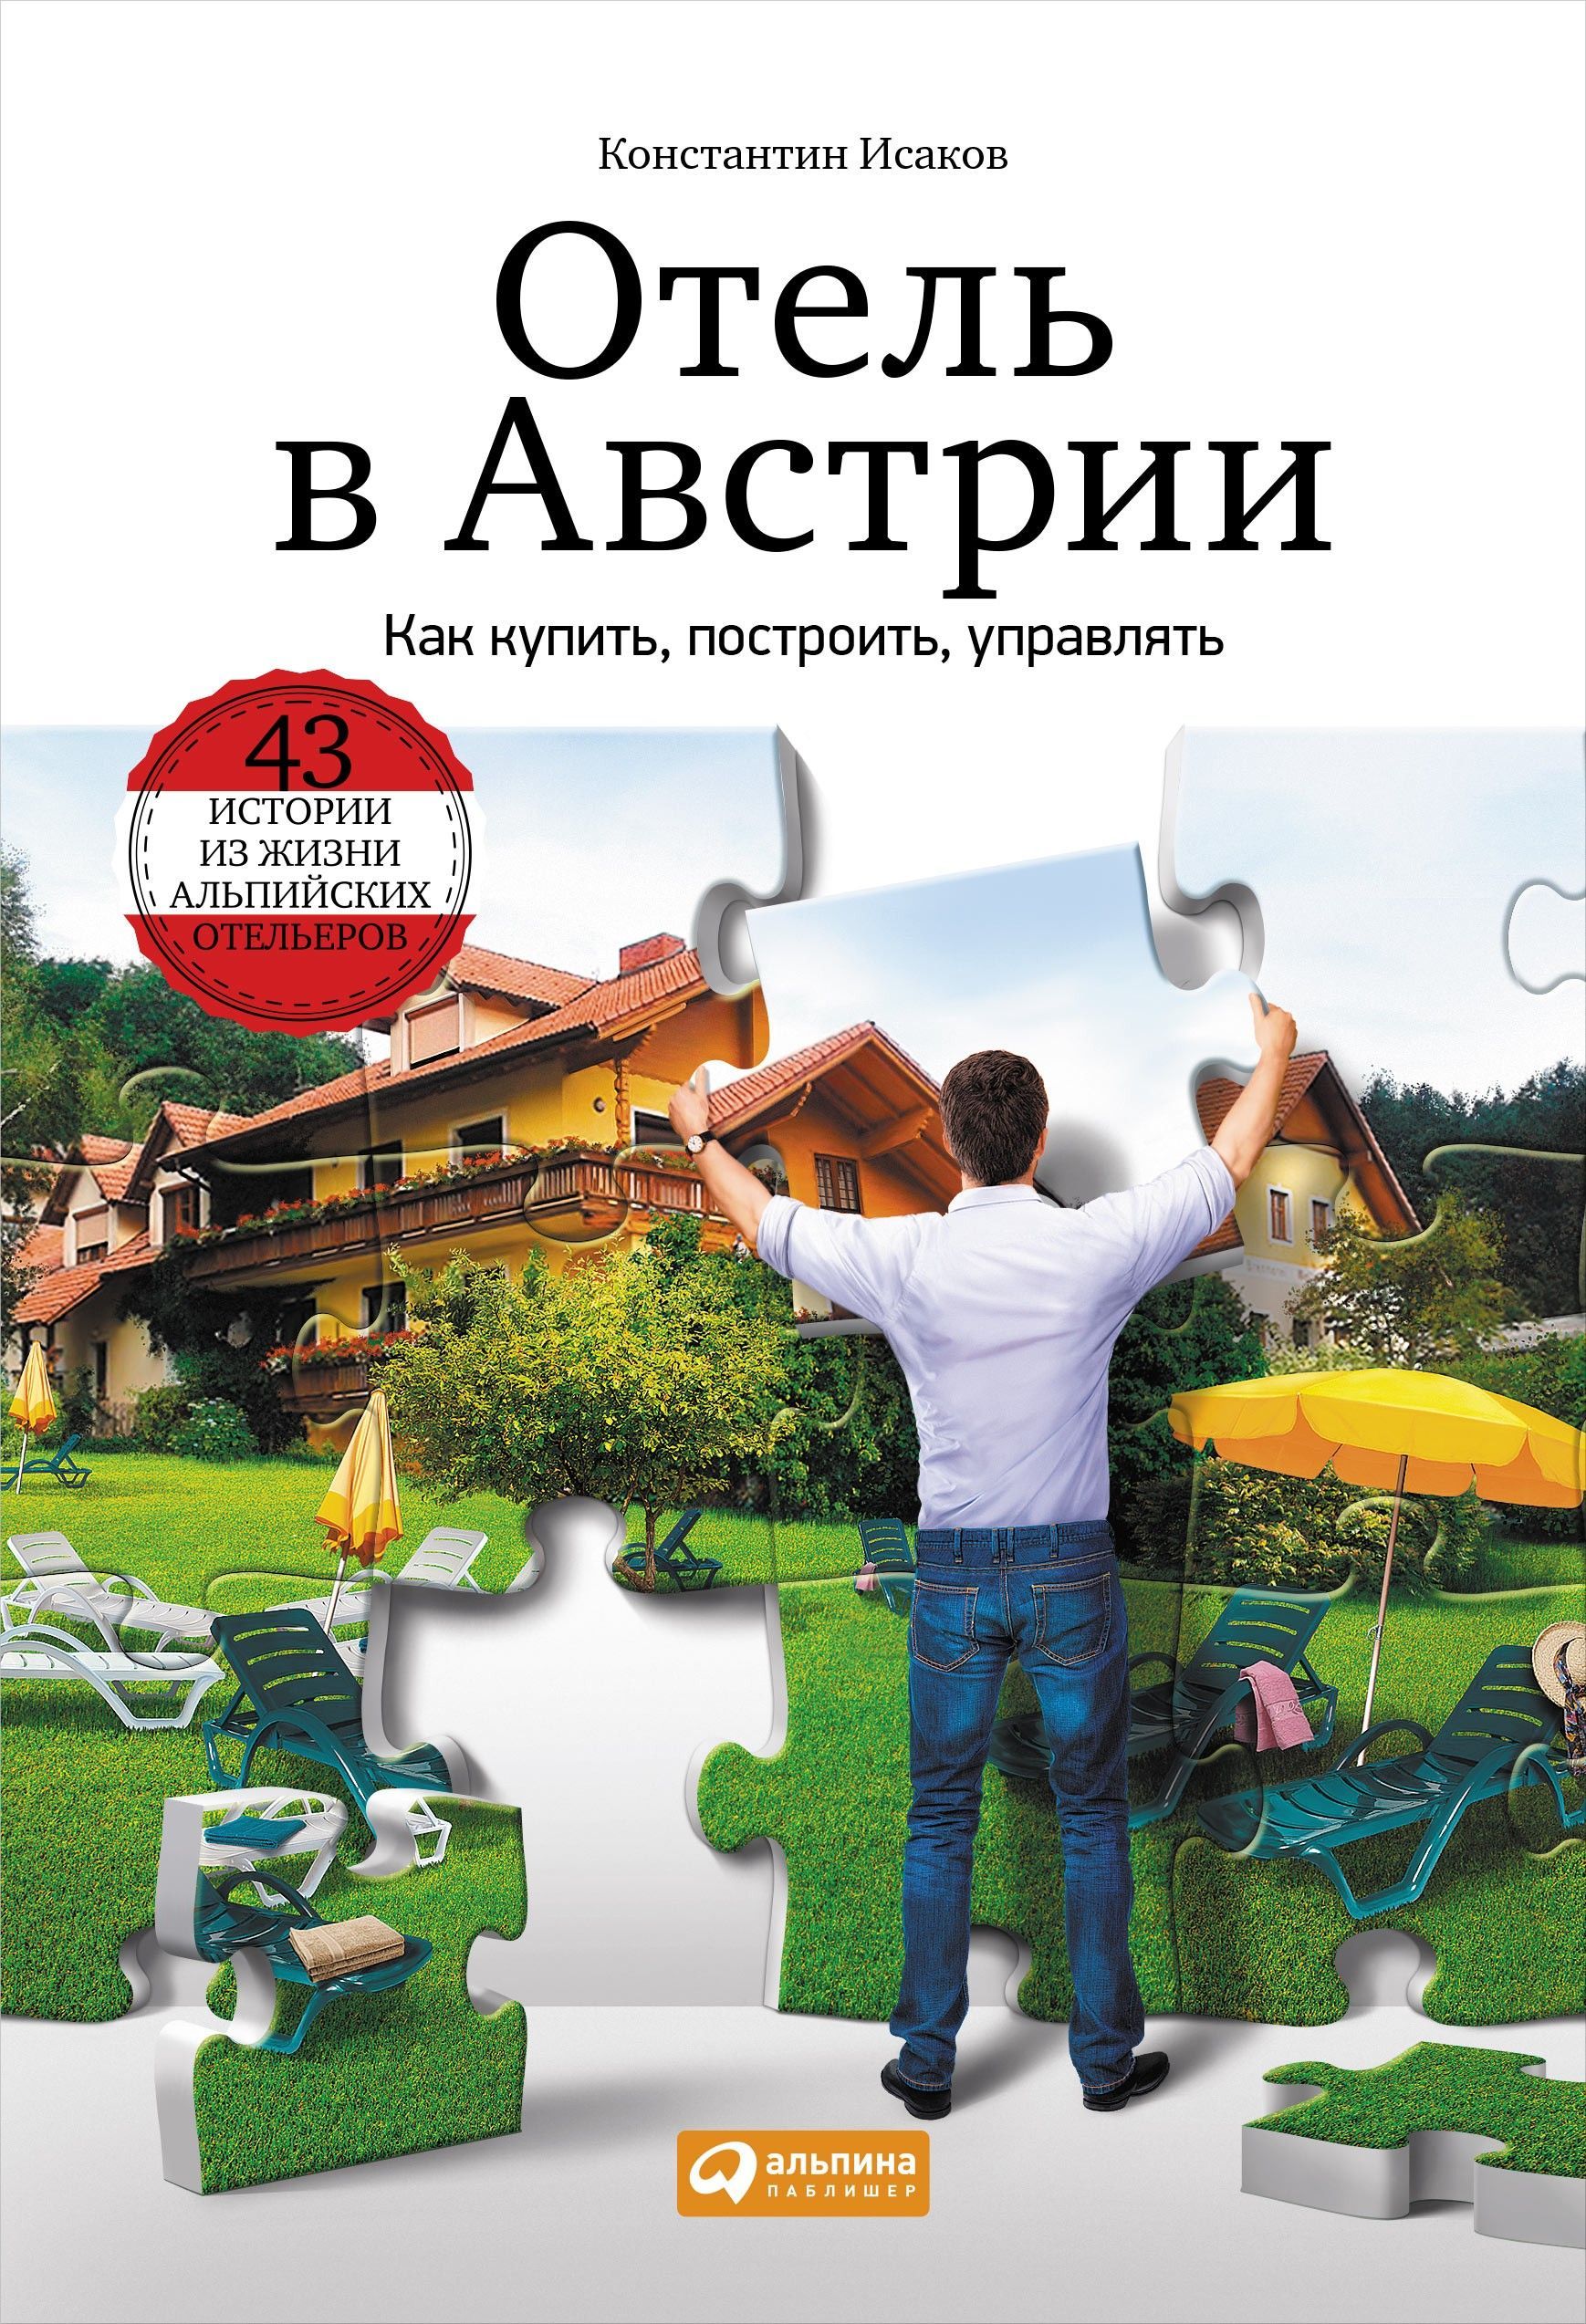 Константин Исаков
Отель
в Австрии
Как купить, построить, управлять
43
ИСТОРИИ
ИЗ ЖИЗНИ
АЛЬПИЙСКИХ
ОТЕЛЬЕРОВ
альпина
ПАБЛИШЕР